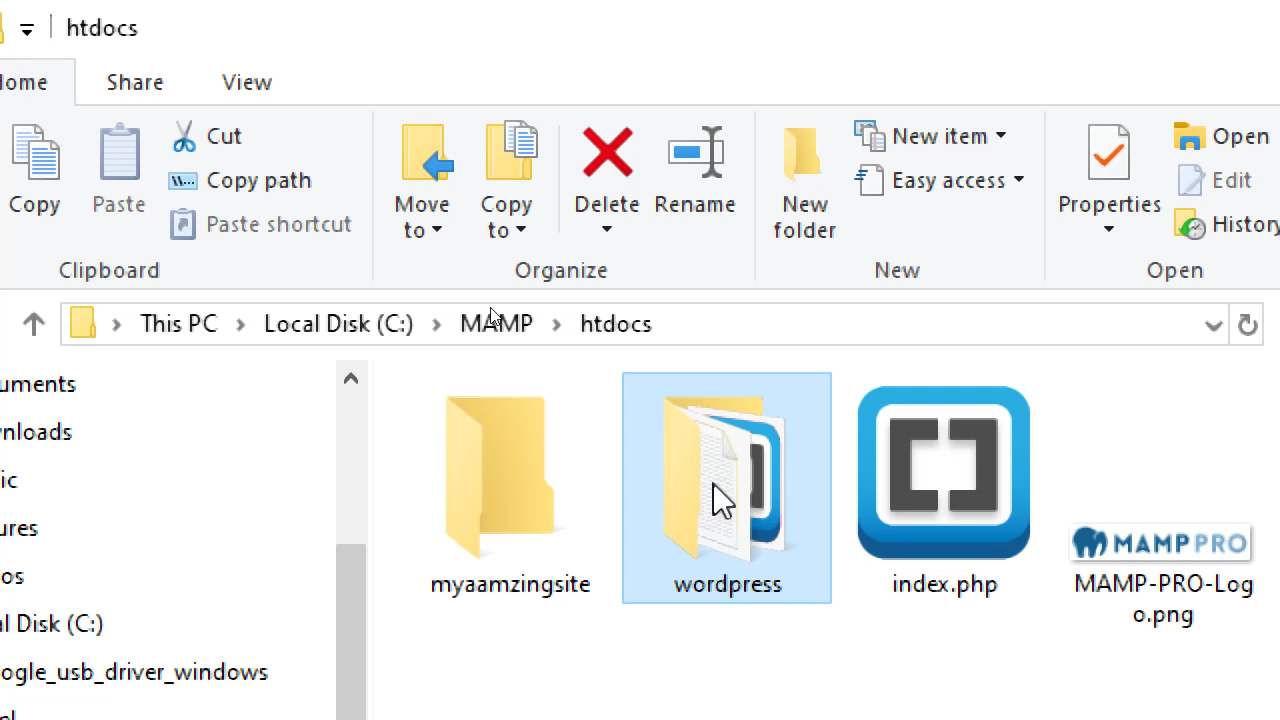 htdocs
Home Share View
Copy
Paste
Cut
Copy path
Paste shortcut
Clipboard
Move to
Copy to
Delete
Rename
Organize
New folder
New item
Easy access
New
Properties
Open
Edit
History
Open
This PC Local Disk (C:) MAMP htdocs
uments
nloads
ic
ures
os
al Disk (C:)
oogle_usb_driver_windows
myaamzingsite
wordpress
index.php
MAMP PRO
MAMP-PRO-Log
o.png